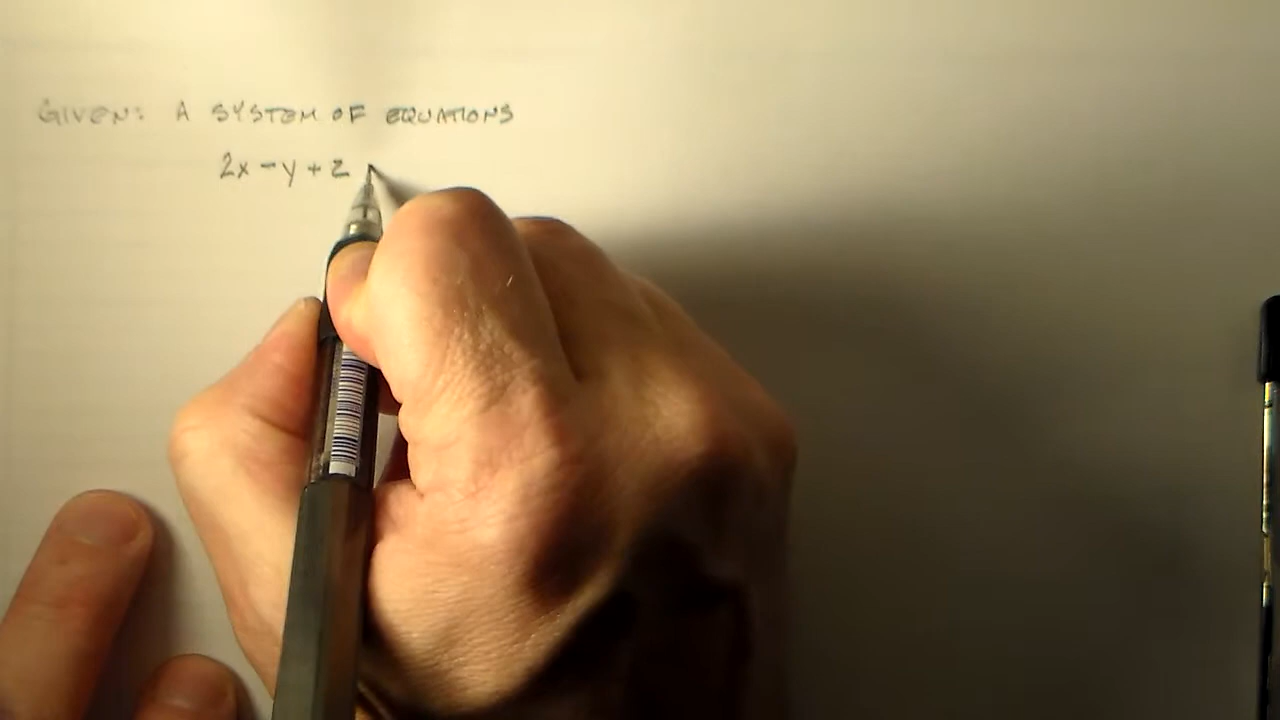 GIVEN: A SYSTEM OF EQUATIONS
2x - y + z